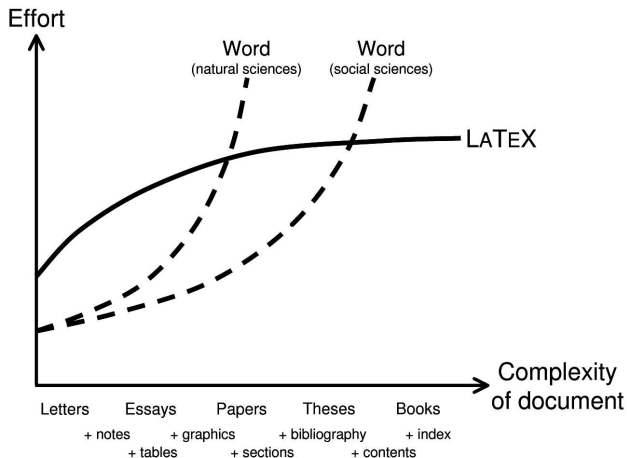 Effort
Word
(natural sciences)
Word
(social sciences)
LATEX
Complexity
of document
Letters Essays Papers Theses Books
+ notes + graphics + bibliography + index
+ tables + sections + contents